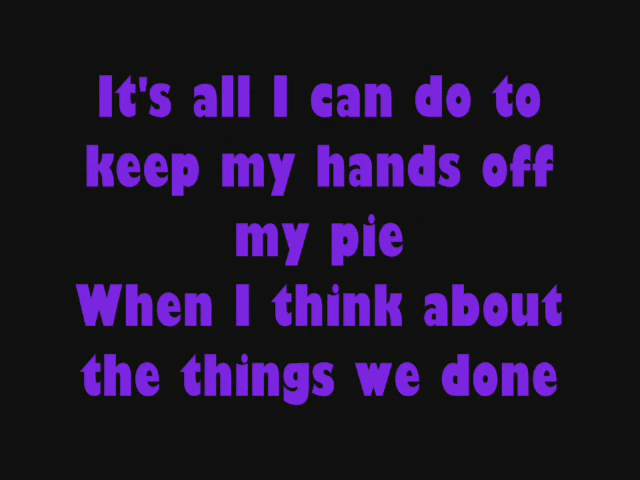 It's all I can do to
keep my hands off
my pie
When I think about
the things we done